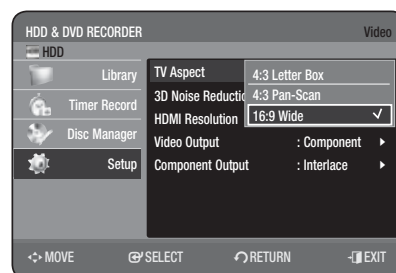 HDD & DVD RECORDER Video
HDD
Library
Timer Record
Disc Manager
Setup
TV Aspect
3D Noise Reductio
HDMI Resolution
Video Output : Component
Component Output : Interlace
4:3 Letter Box
4:3 Pan-Scan
16:9 Wide
MOVE SELECT RETURN EXIT